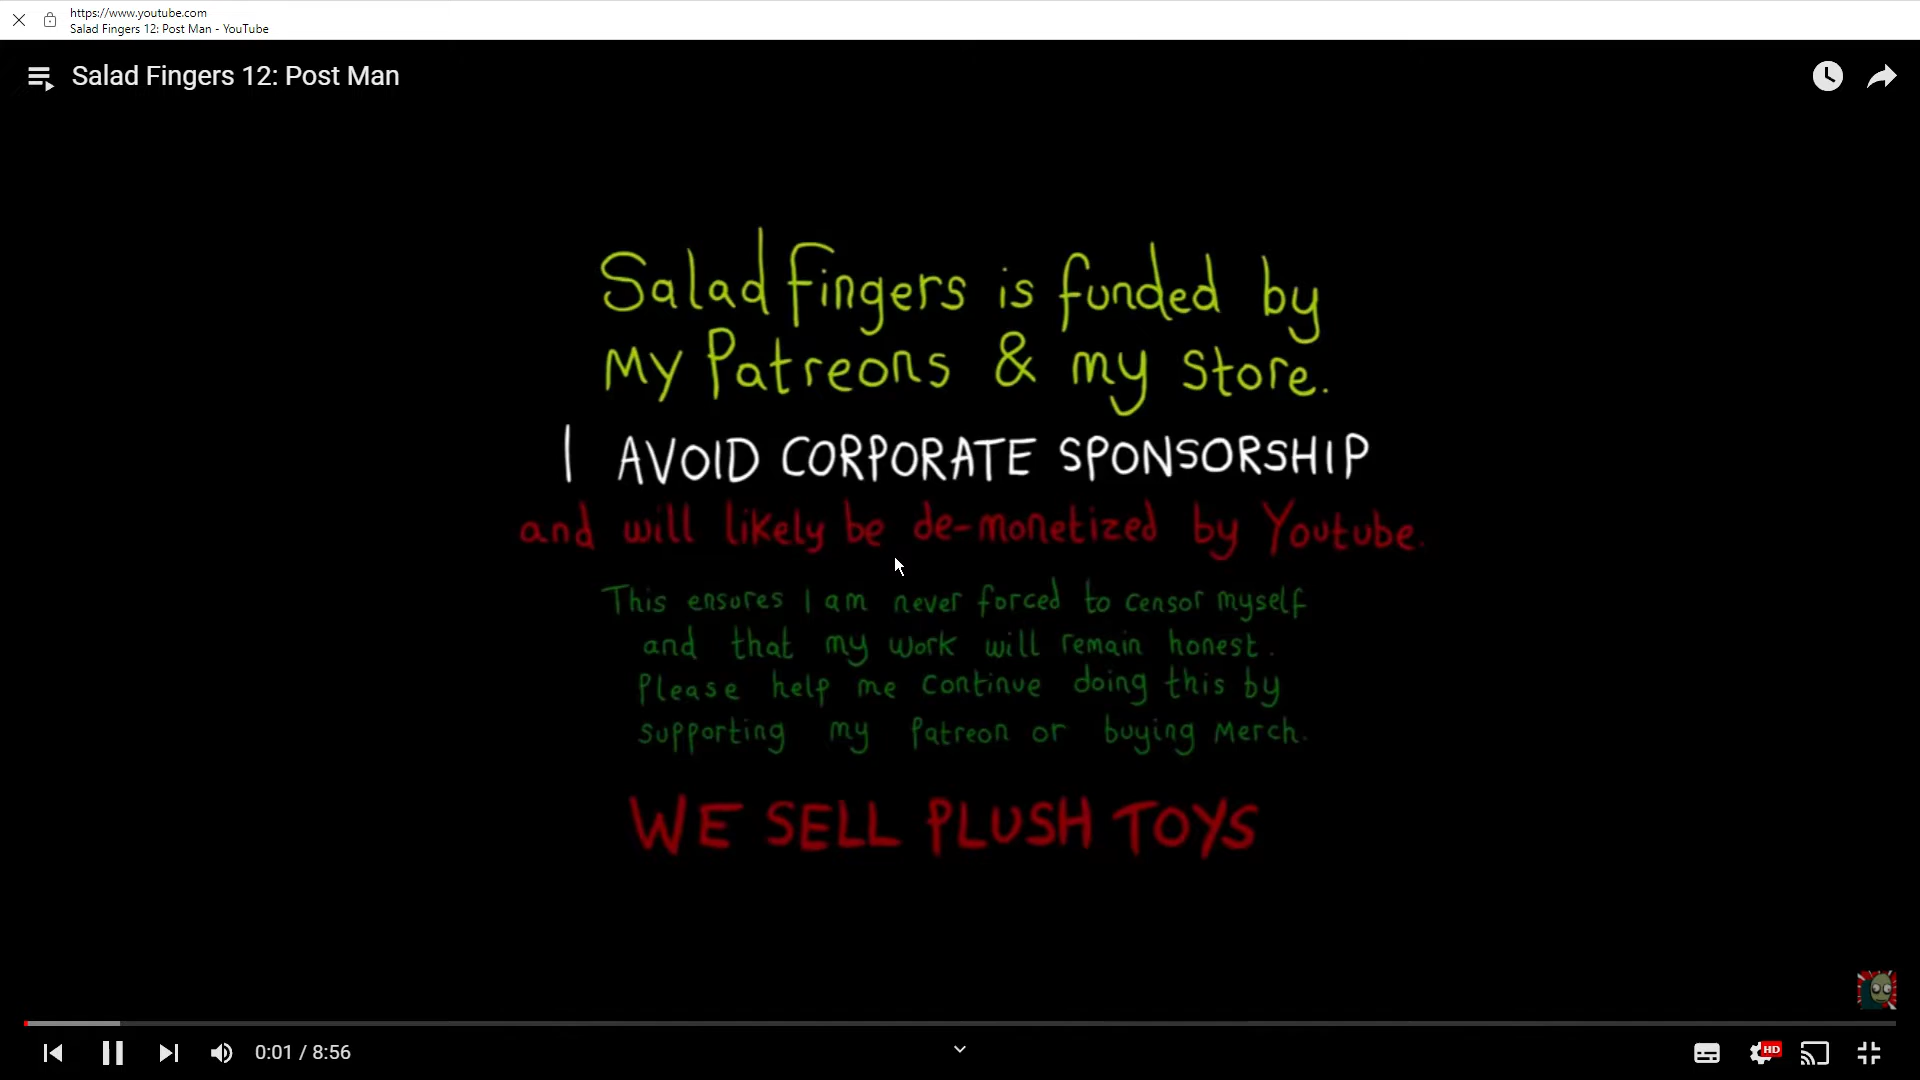 https://www.youtube.com
Salad Fingers 12: Post Man - YouTube
Salad Fingers 12: Post Man
Salad Fingers is funded by
My Patreons & my store.
I AVOID CORPORATE SPONSORSHIP
and will likely be de-monetized by Youtube.
This ensures I am never forced to censor myself
and that my work will remain honest.
Please help me continue doing this by
supporting my Patreon or buying Merch.
WE SELL PLUSH TOYS
0:01 / 8:56
HD